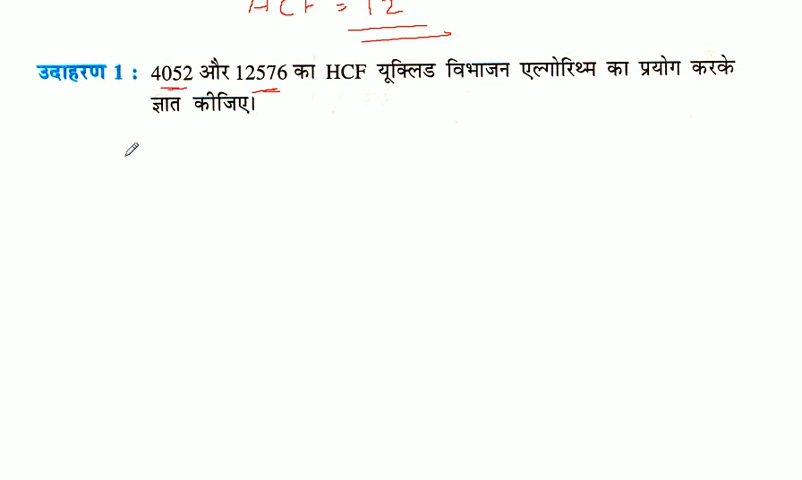 HCF = 12
उदाहरण 1 : 4052 और 12576 का HCF यूक्लिड विभाजन एल्गोरिथ्म का प्रयोग करके
ज्ञात कीजिए।